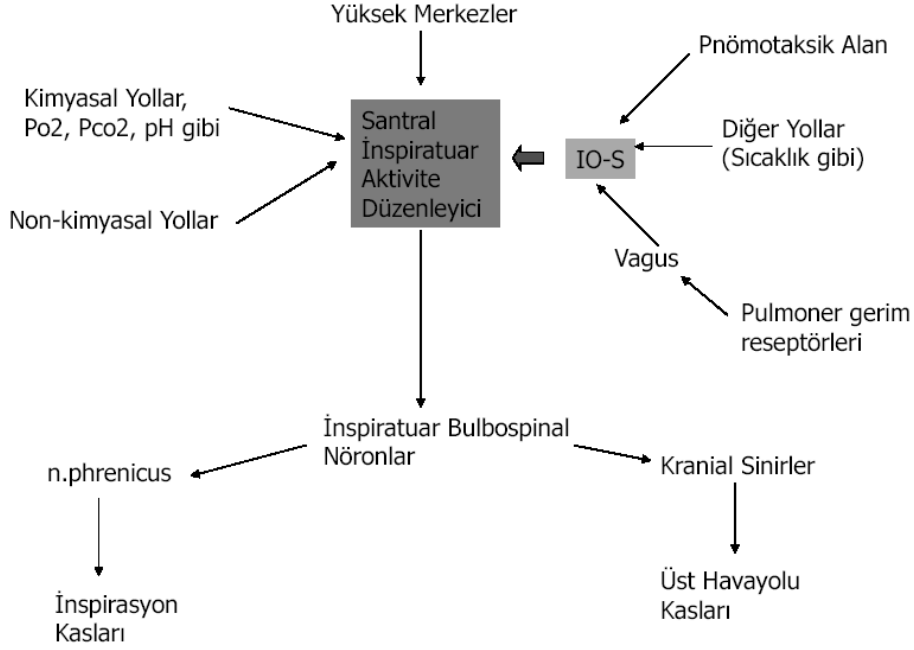 Yüksek Merkezler
Pnömotaksik Alan
Kimyasal Yollar,
Po2, Pco2, pH gibi
Santral
İnspiratuar
Aktivite
Düzenleyici
IO-S
Diğer Yollar
(Sıcaklık gibi)
Non-kimyasal Yollar
Vagus
Pulmoner gerim
reseptörleri
İnspiratuar Bulbospinal
Nöronlar
n.phrenicus
Kranial Sinirler
İnspirasyon
Kasları
Üst Havayolu
Kasları